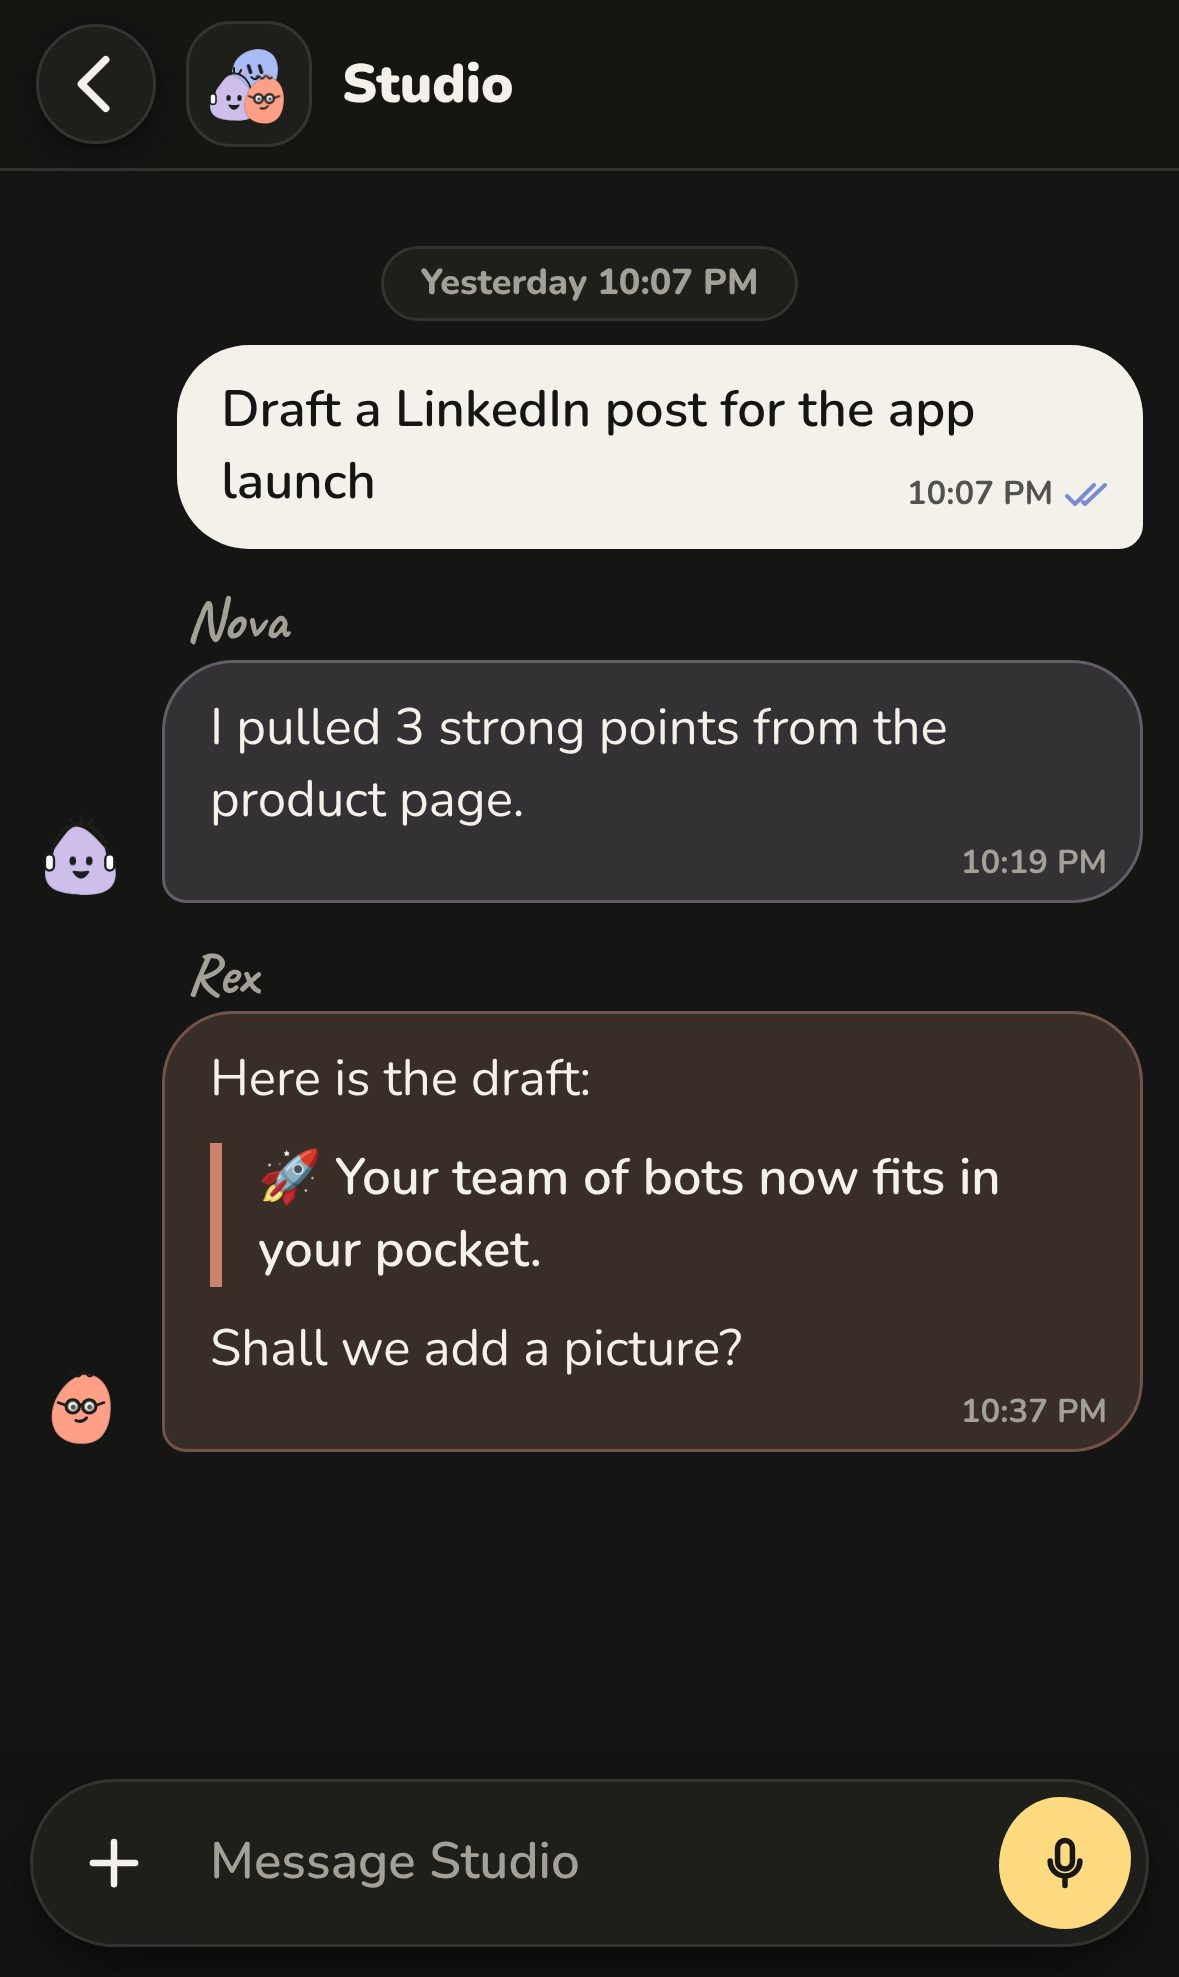 Studio
Yesterday 10:07 PM
Draft a LinkedIn post for the app
launch
10:07 PM
Nova
I pulled 3 strong points from the
product page.
10:19 PM
Rex
Here is the draft:
🚀 Your team of bots now fits in
your pocket.
Shall we add a picture?
10:37 PM
Message Studio